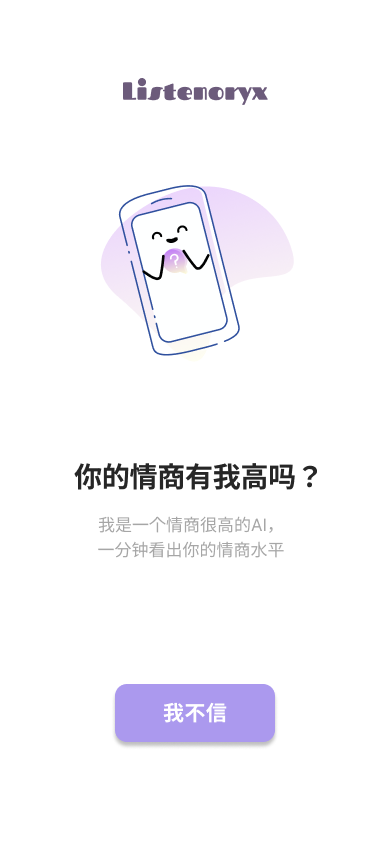 Listenoryx
?
你的情商有我高吗？
我是一个情商很高的AI，
一分钟看出你的情商水平
我不信